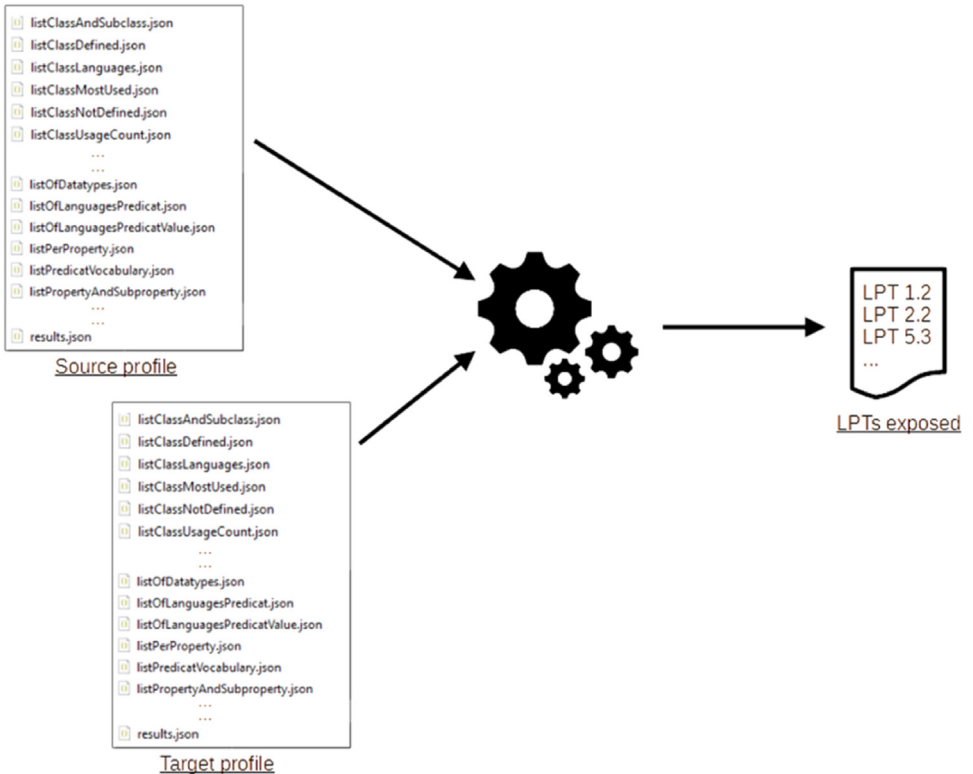 listClassAndSubclass.json
listClassDefined.json
listClassLanguages.json
listClassMostUsed.json
listClassNotDefined.json
listClassUsageCount.json
...
...
listOfDatatypes.json
listOfLanguagesPredicat.json
listOfLanguagesPredicatValue.json
listPerProperty.json
listPredicatVocabulary.json
listPropertyAndSubproperty.json
...
...
results.json
Source profile
listClassAndSubclass.json
listClassDefined.json
listClassLanguages.json
listClassMostUsed.json
listClassNotDefined.json
listClassUsageCount.json
...
...
listOfDatatypes.json
listOfLanguagesPredicat.json
listOfLanguagesPredicatValue.json
listPerProperty.json
listPredicatVocabulary.json
listPropertyAndSubproperty.json
...
...
results.json
Target profile
LPT 1.2
LPT 2.2
LPT 5.3
...
LPTs exposed